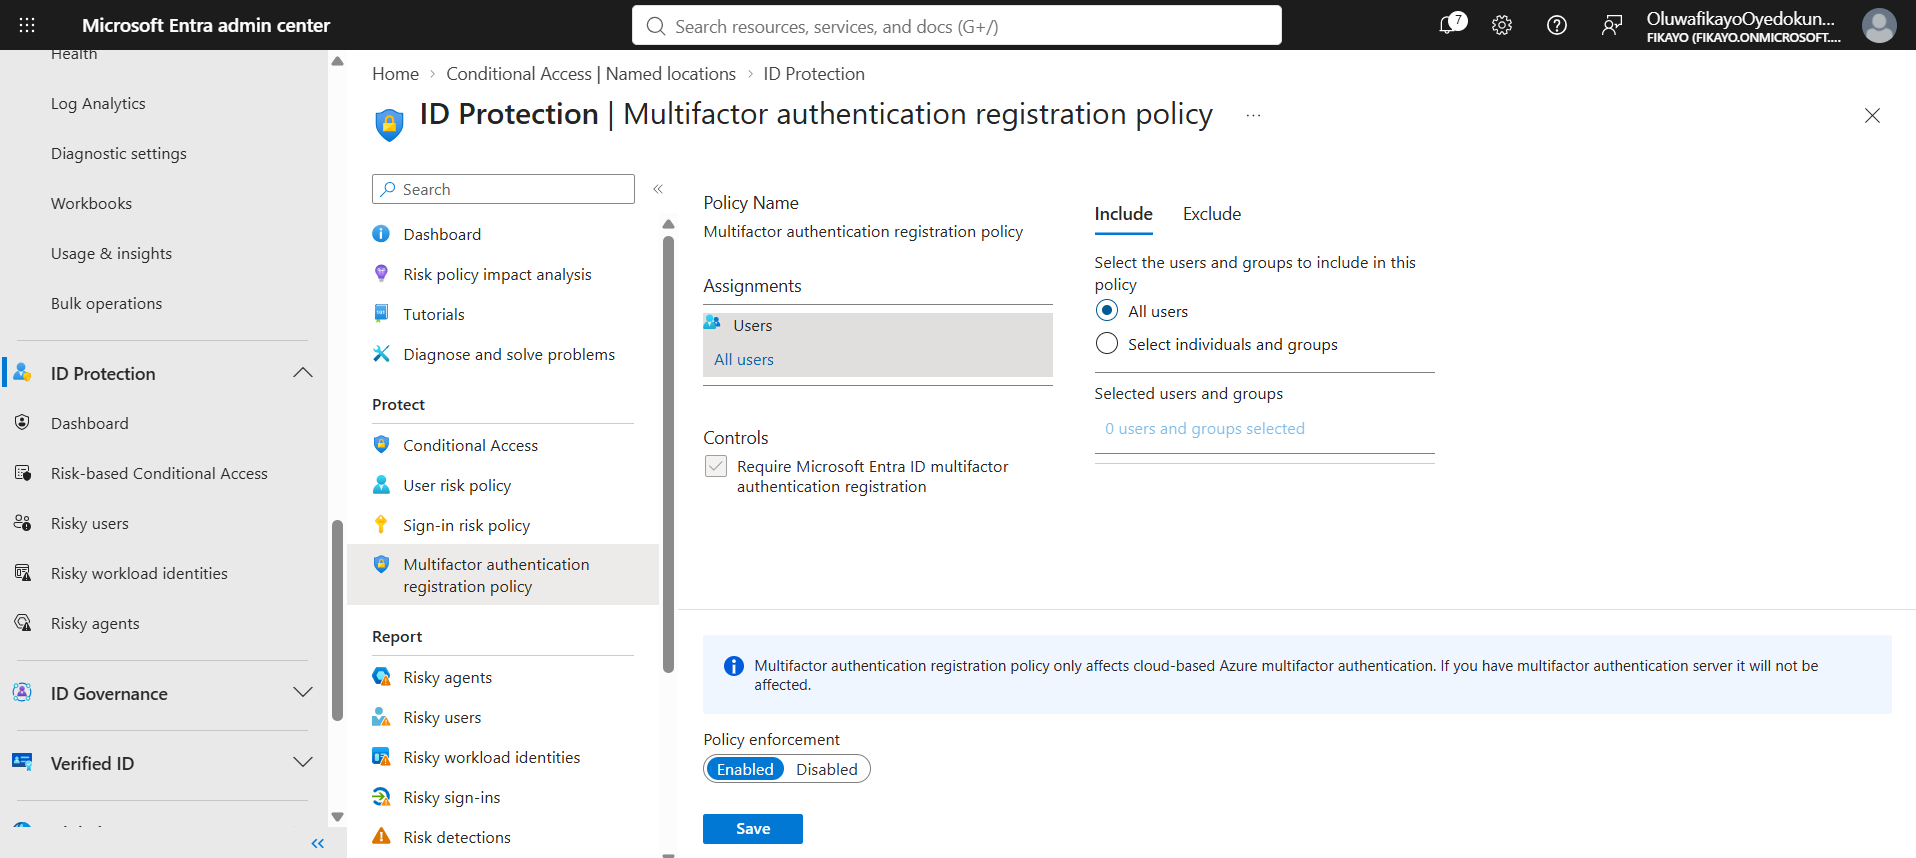 Microsoft Entra admin center
Search resources, services, and docs (G+/)
7
OluwafikayoOyedokun...
FIKAYO (FIKAYO.ONMICROSOFT....
Health
Log Analytics
Diagnostic settings
Workbooks
Usage & insights
Bulk operations
ID Protection
Dashboard
Risk-based Conditional Access
Risky users
Risky workload identities
Risky agents
ID Governance
Verified ID
Home > Conditional Access | Named locations > ID Protection
ID Protection | Multifactor authentication registration policy ...
Search
Dashboard
Risk policy impact analysis
Tutorials
Diagnose and solve problems
Protect
Conditional Access
User risk policy
Sign-in risk policy
Multifactor authentication
registration policy
Report
Risky agents
Risky users
Risky workload identities
Risky sign-ins
Risk detections
Policy Name
Multifactor authentication registration policy
Assignments
Users
All users
Controls
Require Microsoft Entra ID multifactor
authentication registration
Include Exclude
Select the users and groups to include in this
policy
All users
Select individuals and groups
Selected users and groups
0 users and groups selected
Multifactor authentication registration policy only affects cloud-based Azure multifactor authentication. If you have multifactor authentication server it will not be
affected.
Policy enforcement
Enabled Disabled
Save